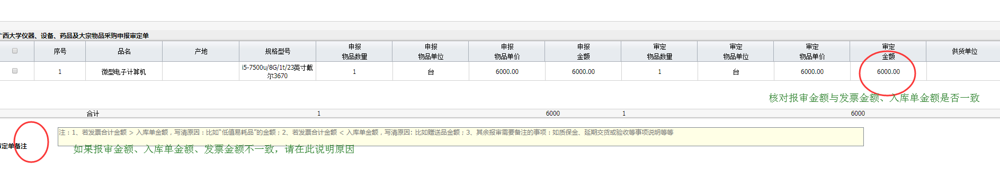 广西大学仪器、设备、药品及大宗物品采购申报审定单
序号 品名 产地 规格型号 申报 物品数量 申报 物品单位 申报 物品单价 申报 金额 审定 物品数量 审定 物品单位 审定 物品单价 审定 金额 供货单位
1 微型电子计算机 i5-7500u/8G/1t/23英寸戴尔3670 1 台 6000.00 6000.00 1 台 6000.00 6000.00
核对报审金额与发票金额、入库单金额是否一致
合计 1 6000 1 6000
注：1、若发票合计金额 > 入库单金额，写清原因：比如“低值易耗品”的金额；2、若发票合计金额 < 入库单金额，写清原因: 比如赠送品金额；3、其余报审需要备注的事项：如质保金、延期交货或验收等事项说明等等
审定单备注
如果报审金额、入库单金额、发票金额不一致，请在此说明原因